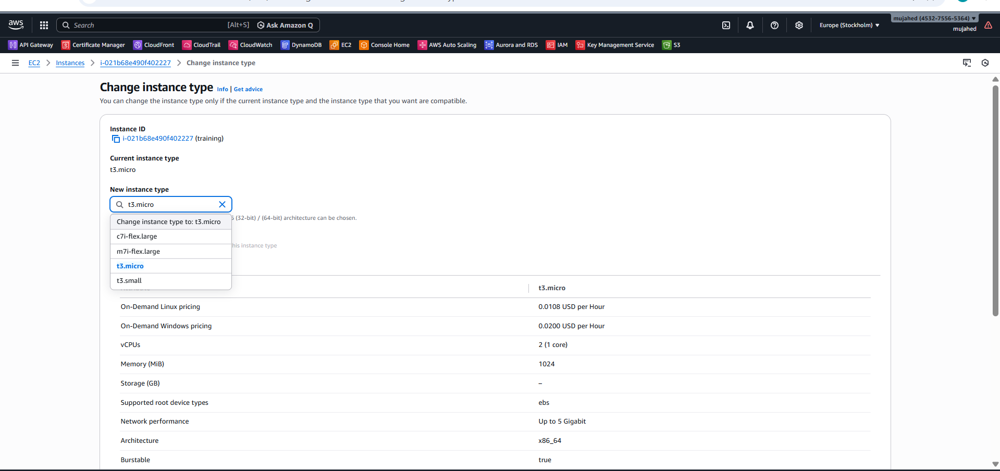 aws
Search [Alt+S] Ask Amazon Q
Europe (Stockholm)
mujahed (4532-7556-5364)
mujahed
API Gateway Certificate Manager CloudFront CloudTrail CloudWatch DynamoDB EC2 Console Home AWS Auto Scaling Aurora and RDS IAM Key Management Service S3
EC2 Instances i-021b68e490f402227 Change instance type
Change instance type Info | Get advice
You can change the instance type only if the current instance type and the instance type that you want are compatible.
Instance ID
i-021b68e490f402227 (training)
Current instance type
t3.micro
New instance type
t3.micro
(32-bit) / (64-bit) architecture can be chosen.
Change instance type to: t3.micro
c7i-flex.large
his instance type
m7i-flex.large
t3.micro
t3.small
t3.micro
On-Demand Linux pricing 0.0108 USD per Hour
On-Demand Windows pricing 0.0200 USD per Hour
vCPUs 2 (1 core)
Memory (MiB) 1024
Storage (GB) –
Supported root device types ebs
Network performance Up to 5 Gigabit
Architecture x86_64
Burstable true